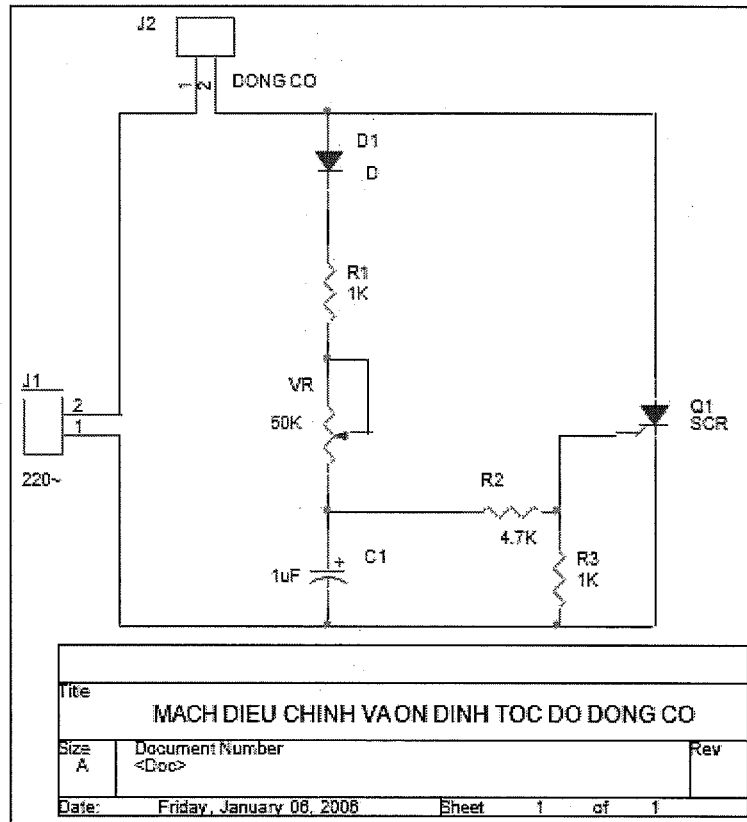 J2
1
2
DONG CO
D1
D
R1
1K
VR
50K
J1
2
1
220~
Q1
SCR
R2
4.7K
C1
+
1uF
R3
1K
Title
MACH DIEU CHINH VA ON DINH TOC DO DONG CO
Size
A
Document Number
<Doc>
Rev
Date:
Friday, January 06, 2006
Sheet
1
of
1